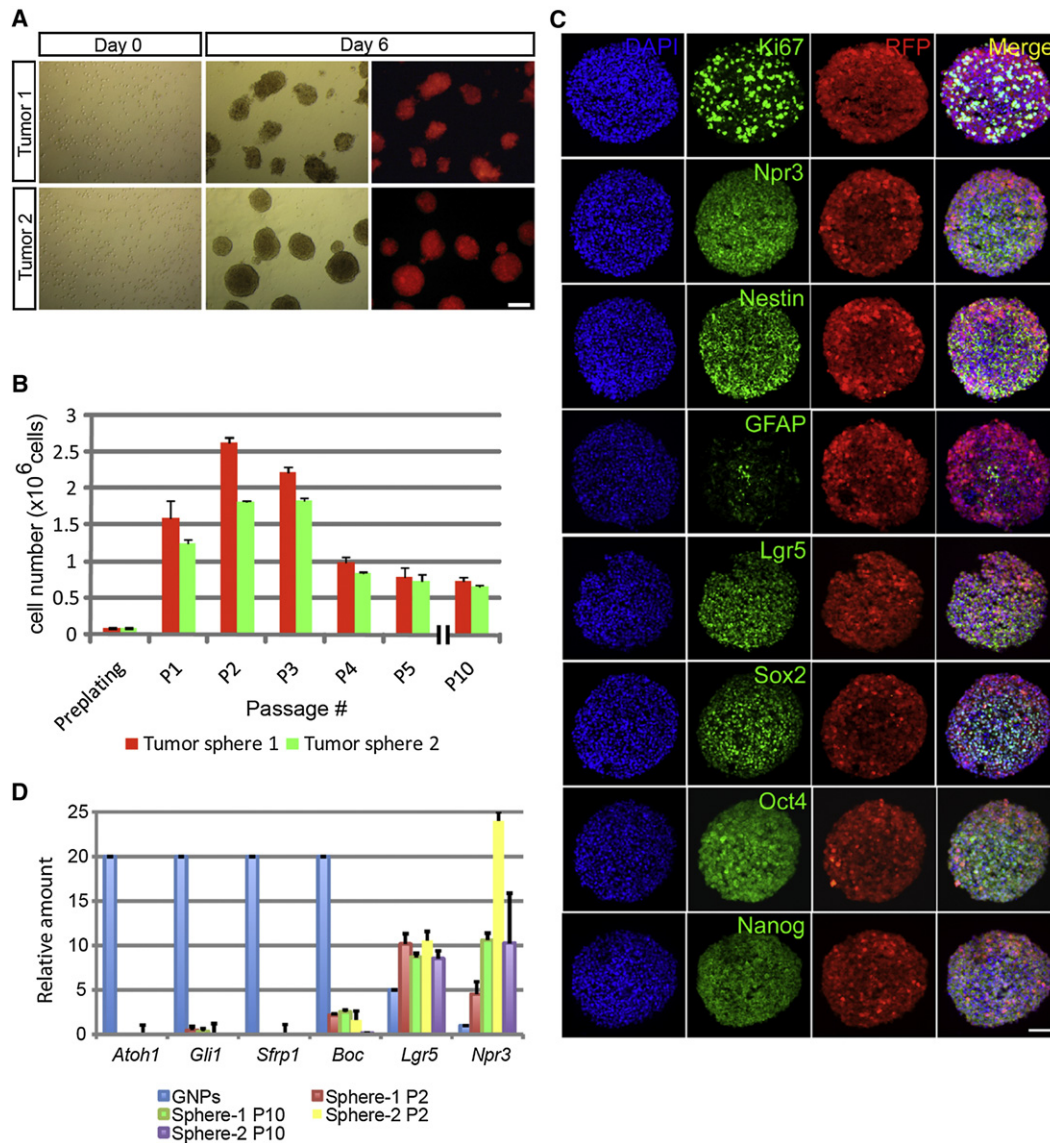 A
Day 0
Day 6
Tumor 1
Tumor 2
B
cell number (x10⁶cells)
3
2.5
2
1.5
1
0.5
0
Preplating
P1
P2
P3
P4
P5
P10
Passage #
Tumor sphere 1
Tumor sphere 2
D
Relative amount
25
20
15
10
5
0
Atoh1
Gli1
Sfrp1
Boc
Lgr5
Npr3
GNPs
Sphere-1 P2
Sphere-1 P10
Sphere-2 P2
Sphere-2 P10
C
DAPI
Ki67
RFP
Merge
Npr3
Nestin
GFAP
Lgr5
Sox2
Oct4
Nanog